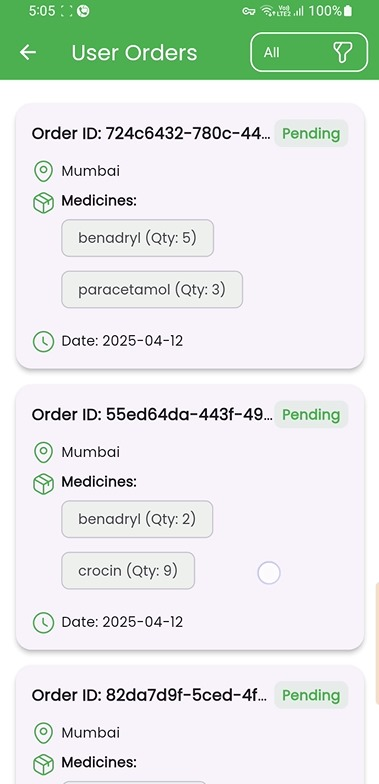 5:05 Vo)) LTE2 100%
User Orders
All
Order ID: 724c6432-780c-44... Pending
Mumbai
Medicines:
benadryl (Qty: 5)
paracetamol (Qty: 3)
Date: 2025-04-12
Order ID: 55ed64da-443f-49... Pending
Mumbai
Medicines:
benadryl (Qty: 2)
crocin (Qty: 9)
Date: 2025-04-12
Order ID: 82da7d9f-5ced-4f... Pending
Mumbai
Medicines: